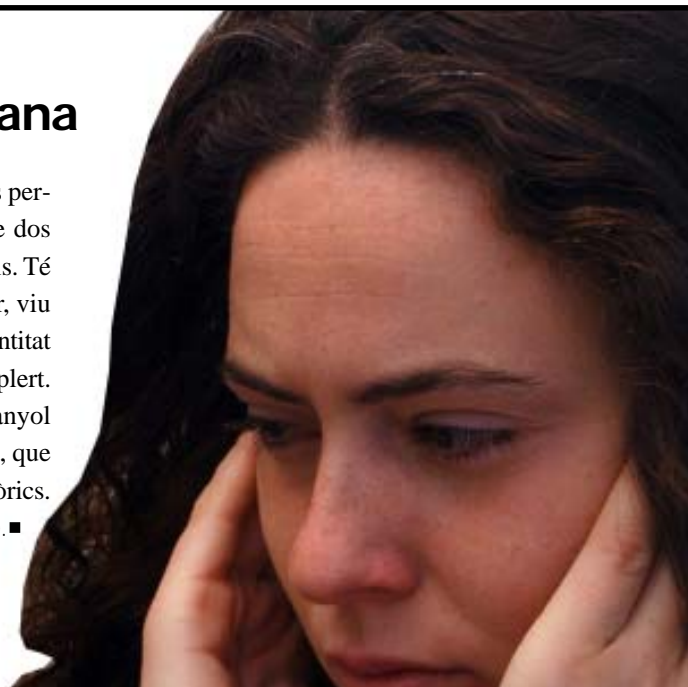 ana
s per-
e dos
s. Té
r, viu
ntitat
plert.
anyol
, que
òrics.
.■